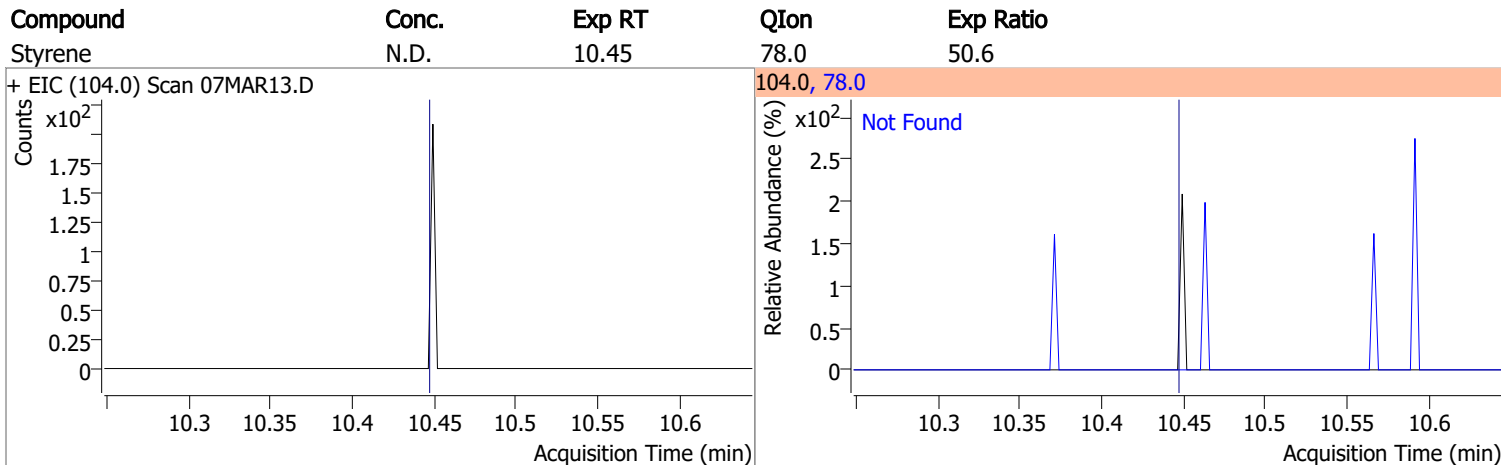 Compound Conc. Exp RT QIon Exp Ratio
Styrene N.D. 10.45 78.0 50.6
+ EIC (104.0) Scan 07MAR13.D
Counts
x10²
1.75
1.5
1.25
1
0.75
0.5
0.25
0
10.3 10.35 10.4 10.45 10.5 10.55 10.6
Acquisition Time (min)
104.0, 78.0
Relative Abundance (%)
x10²
Not Found
2.5
2
1.5
1
0.5
0
10.3 10.35 10.4 10.45 10.5 10.55 10.6
Acquisition Time (min)